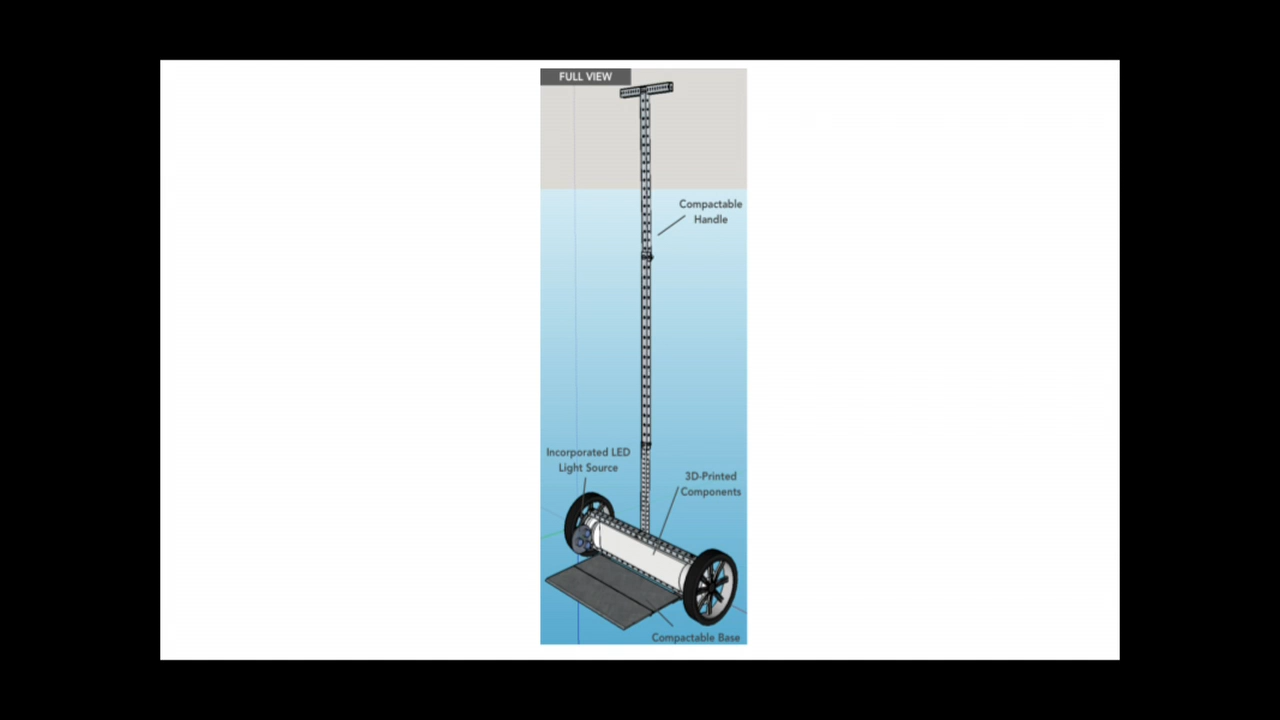 FULL VIEW
Compactable
Handle
Incorporated LED
Light Source
3D-Printed
Components
Compactable Base